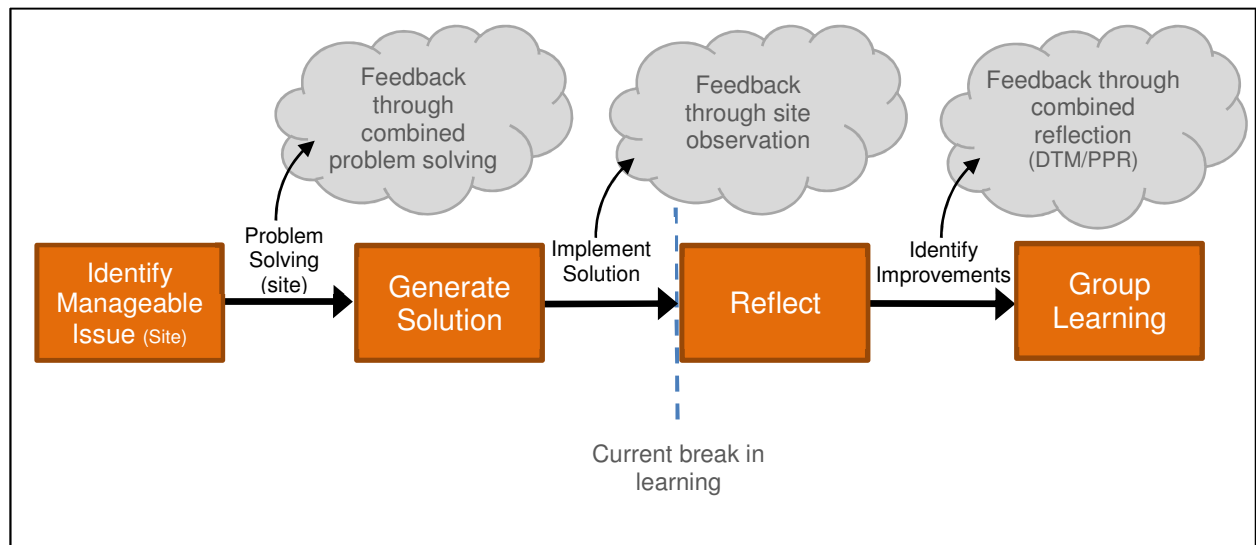 Feedback
through
combined
problem solving
Feedback
through site
observation
Feedback through
combined
reflection
(DTM/PPR)
Identify
Manageable
Issue (Site)
Problem
Solving
(site)
Generate
Solution
Implement
Solution
Reflect
Identify
Improvements
Group
Learning
Current break in
learning